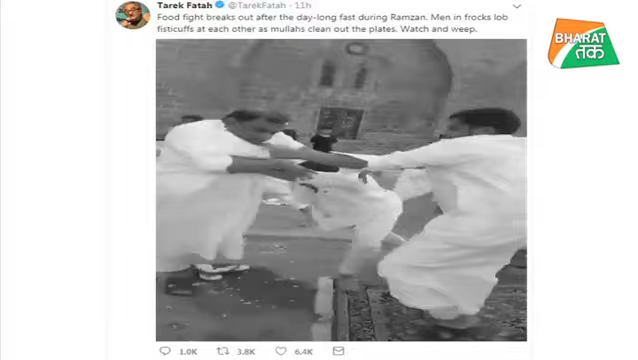 Tarek Fatah @TarekFatah · 11h
Food fight breaks out after the day-long fast during Ramzan. Men in frocks lob
fisticuffs at each other as mullahs clean out the plates. Watch and weep.
BHARAT
तक
1.0K 3.8K 6.4K